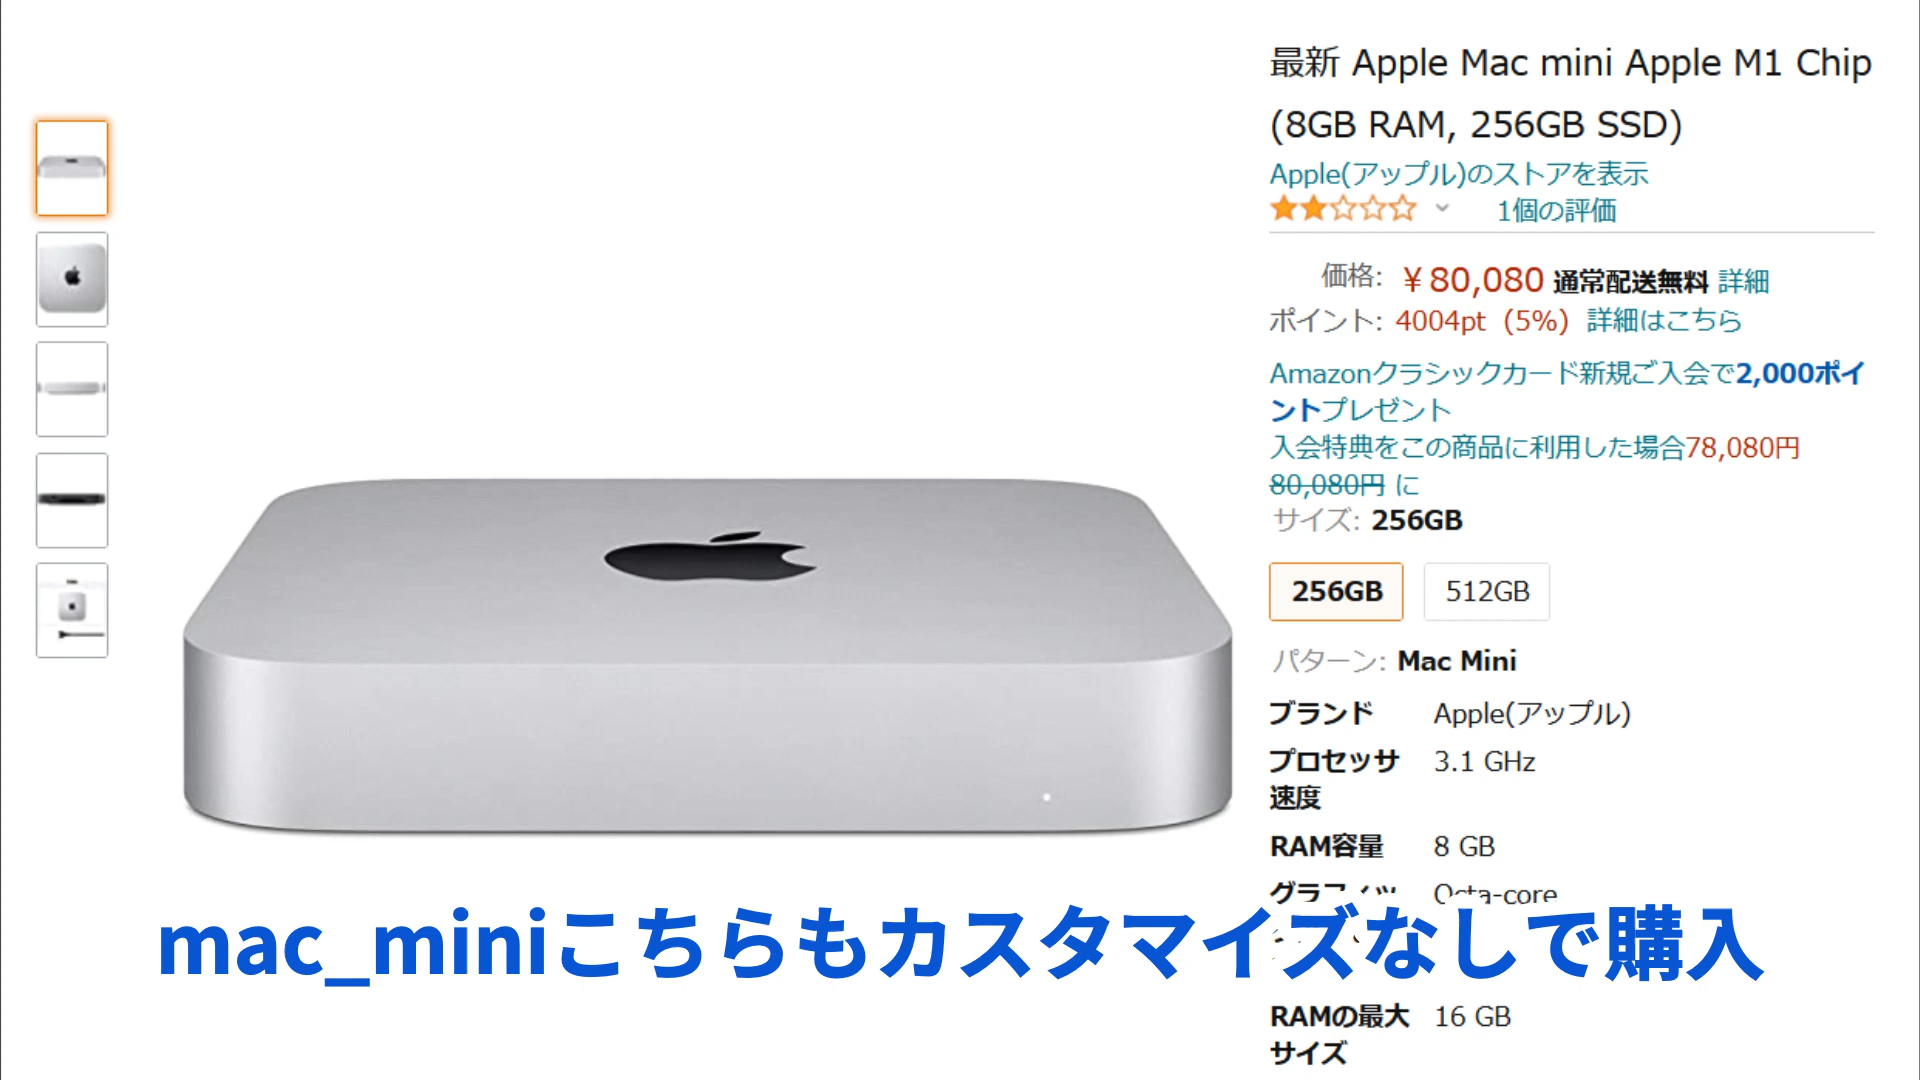 最新 Apple Mac mini Apple M1 Chip
(8GB RAM, 256GB SSD)
Apple(アップル)のストアを表示
1個の評価
価格: ￥80,080 通常配送無料 詳細
ポイント: 4004pt (5%) 詳細はこちら
Amazonクラシックカード新規ご入会で2,000ポイ
ントプレゼント
入会特典をこの商品に利用した場合78,080円
80,080円 に
サイズ: 256GB
256GB 512GB
パターン: Mac Mini
ブランド Apple(アップル)
プロセッサ 3.1 GHz
速度
RAM容量 8 GB
グラフィッ Octa-core
mac_miniこちらもカスタマイズなしで購入
RAMの最大 16 GB
サイズ